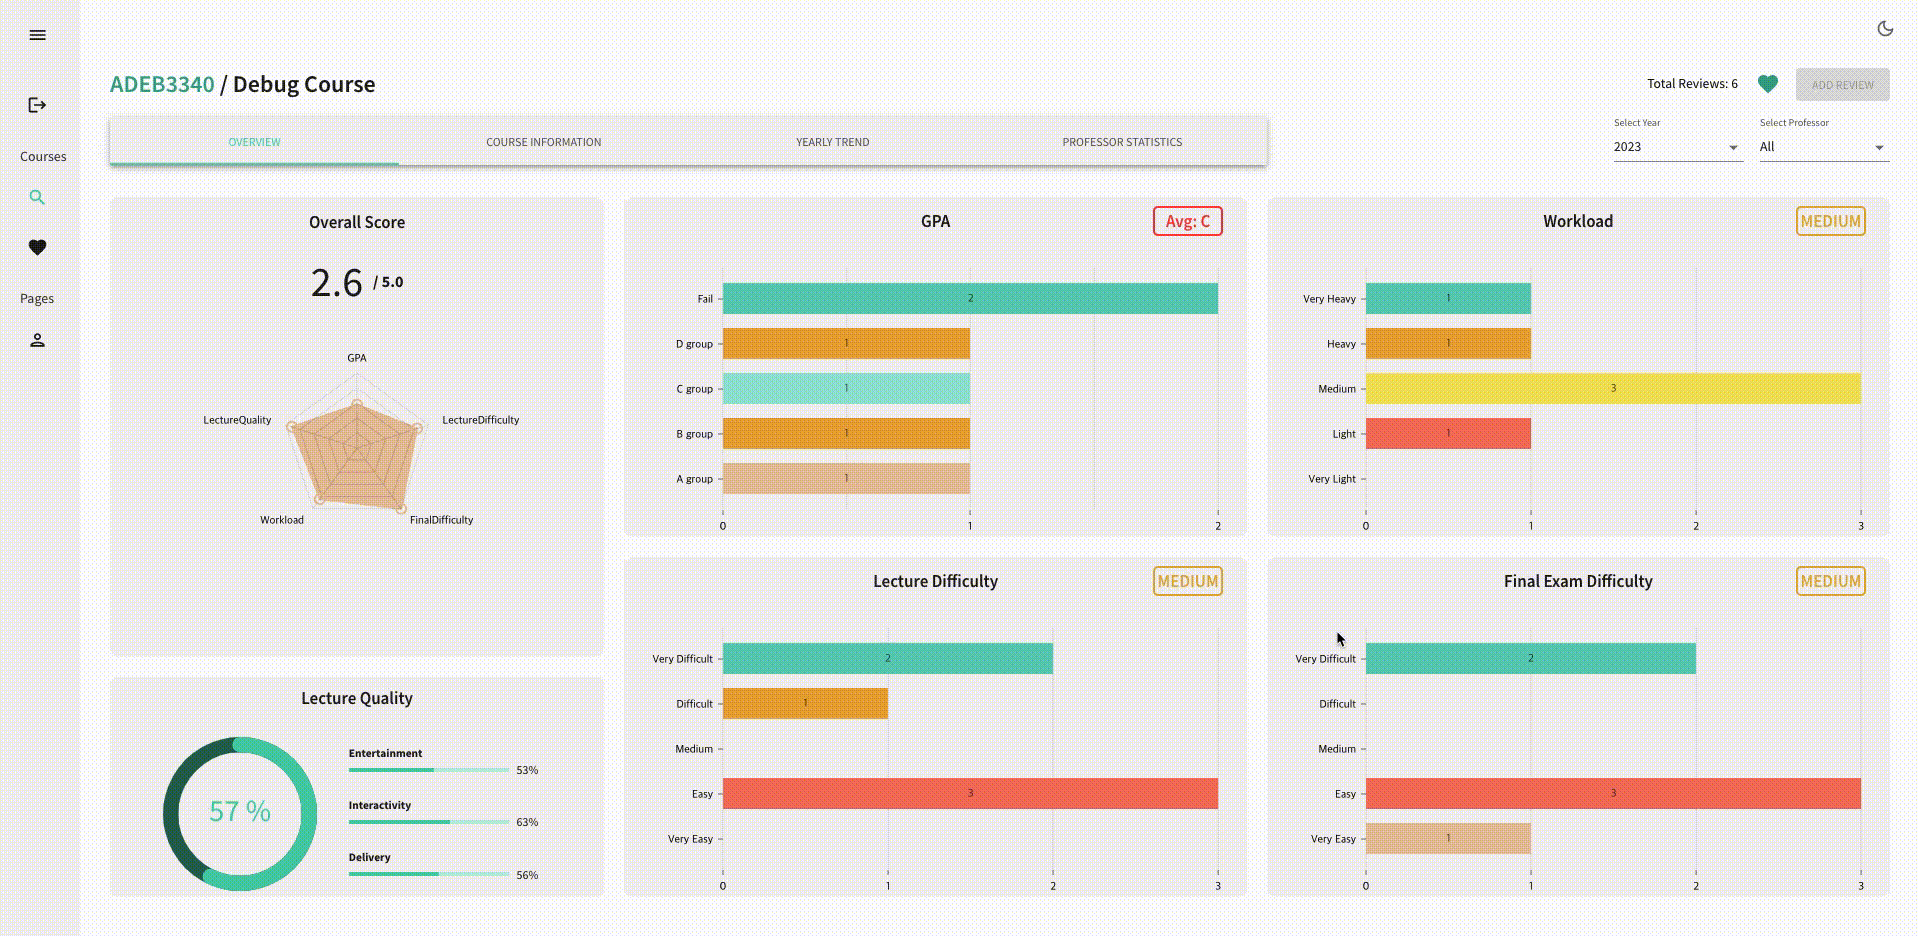 ADEB3340 / Debug Course
Total Reviews: 6
ADD REVIEW
Courses
Pages
OVERVIEW
COURSE INFORMATION
YEARLY TREND
PROFESSOR STATISTICS
Select Year
2023
Select Professor
All
Overall Score
2.6 / 5.0
GPA
LectureQuality
LectureDifficulty
Workload
FinalDifficulty
Lecture Quality
57 %
Entertainment
53%
Interactivity
63%
Delivery
56%
GPA
Avg: C
Fail 2
D group 1
C group 1
B group 1
A group 1
0 1 2
Workload
MEDIUM
Very Heavy 1
Heavy 1
Medium 3
Light 1
Very Light
0 1 2 3
Lecture Difficulty
MEDIUM
Very Difficult 2
Difficult 1
Medium
Easy 3
Very Easy
0 1 2 3
Final Exam Difficulty
MEDIUM
Very Difficult 2
Difficult
Medium
Easy 3
Very Easy 1
0 1 2 3